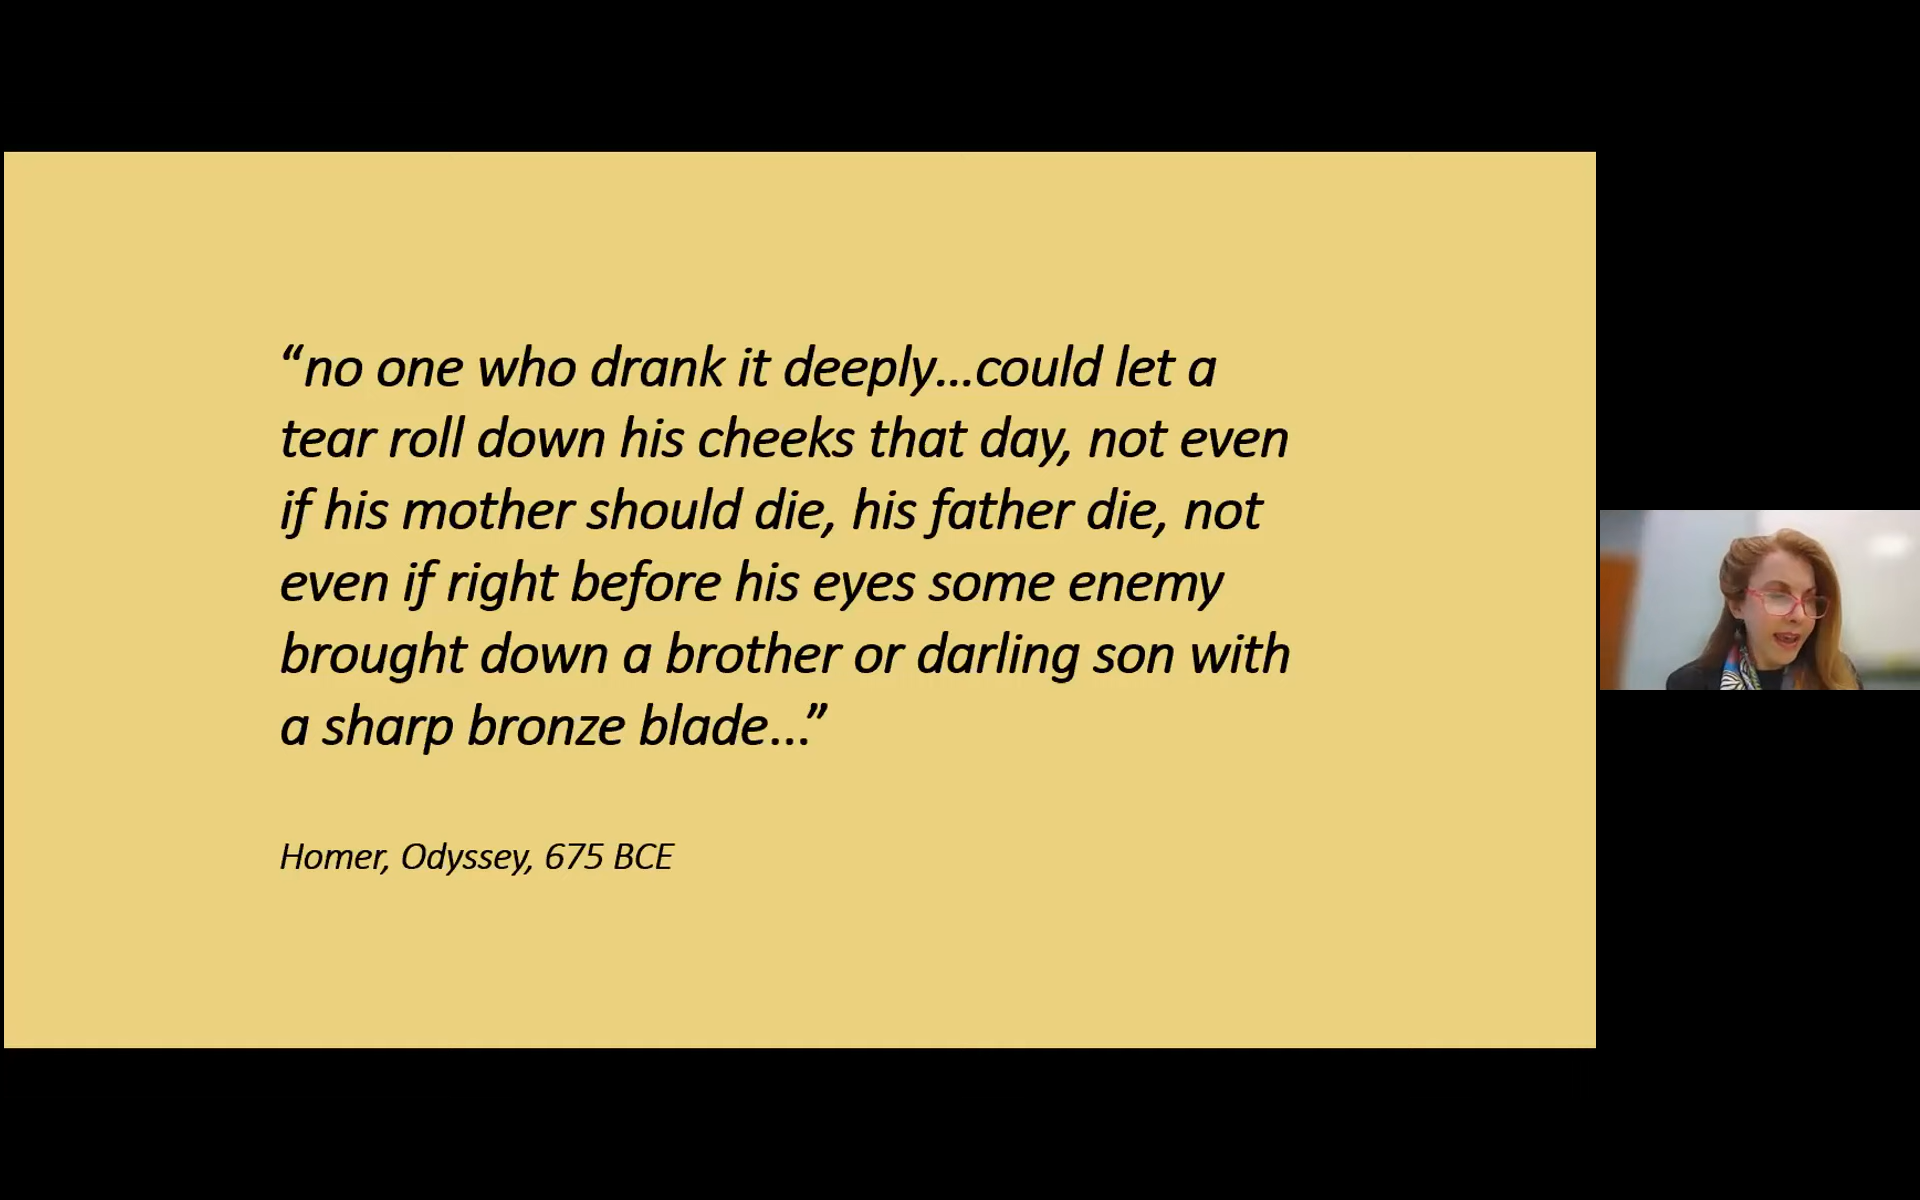 “no one who drank it deeply…could let a
tear roll down his cheeks that day, not even
if his mother should die, his father die, not
even if right before his eyes some enemy
brought down a brother or darling son with
a sharp bronze blade…”
Homer, Odyssey, 675 BCE